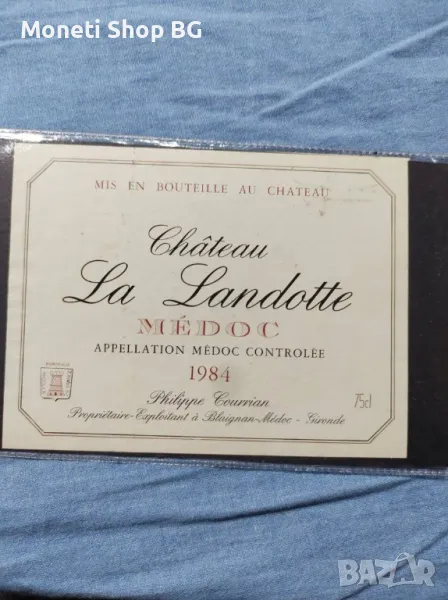 Moneti Shop BG
MIS EN BOUTEILLE AU CHATEAU
Château
La Landotte
MÉDOC
APPELLATION MÉDOC CONTROLÉE
1984
Philippe Courrian 75cl
Propriétaire-Exploitant à Blaignan-Médoc - Gironde
BAZAR